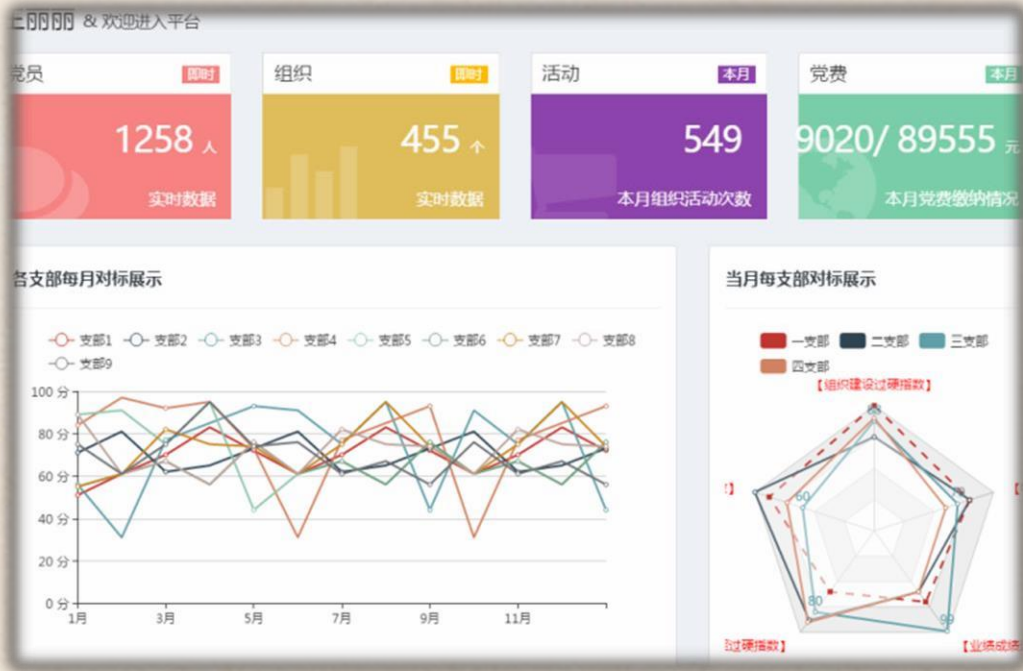 丽丽 & 欢迎进入平台
党员 即时
1258 人
实时数据
组织 即时
455 个
实时数据
活动 本月
549
本月组织活动次数
党费 本月
9020/ 89555 元
本月党费缴纳情况
各支部每月对标展示
支部1 支部2 支部3 支部4 支部5 支部6 支部7 支部8
支部9
100 分
80 分
60 分
40 分
20 分
0 分
1月 3月 5月 7月 9月 11月
当月每支部对标展示
一支部 二支部 三支部
四支部
【组织建设过硬指数】
】
【
60
80
99
过硬指数】
【业绩成绩